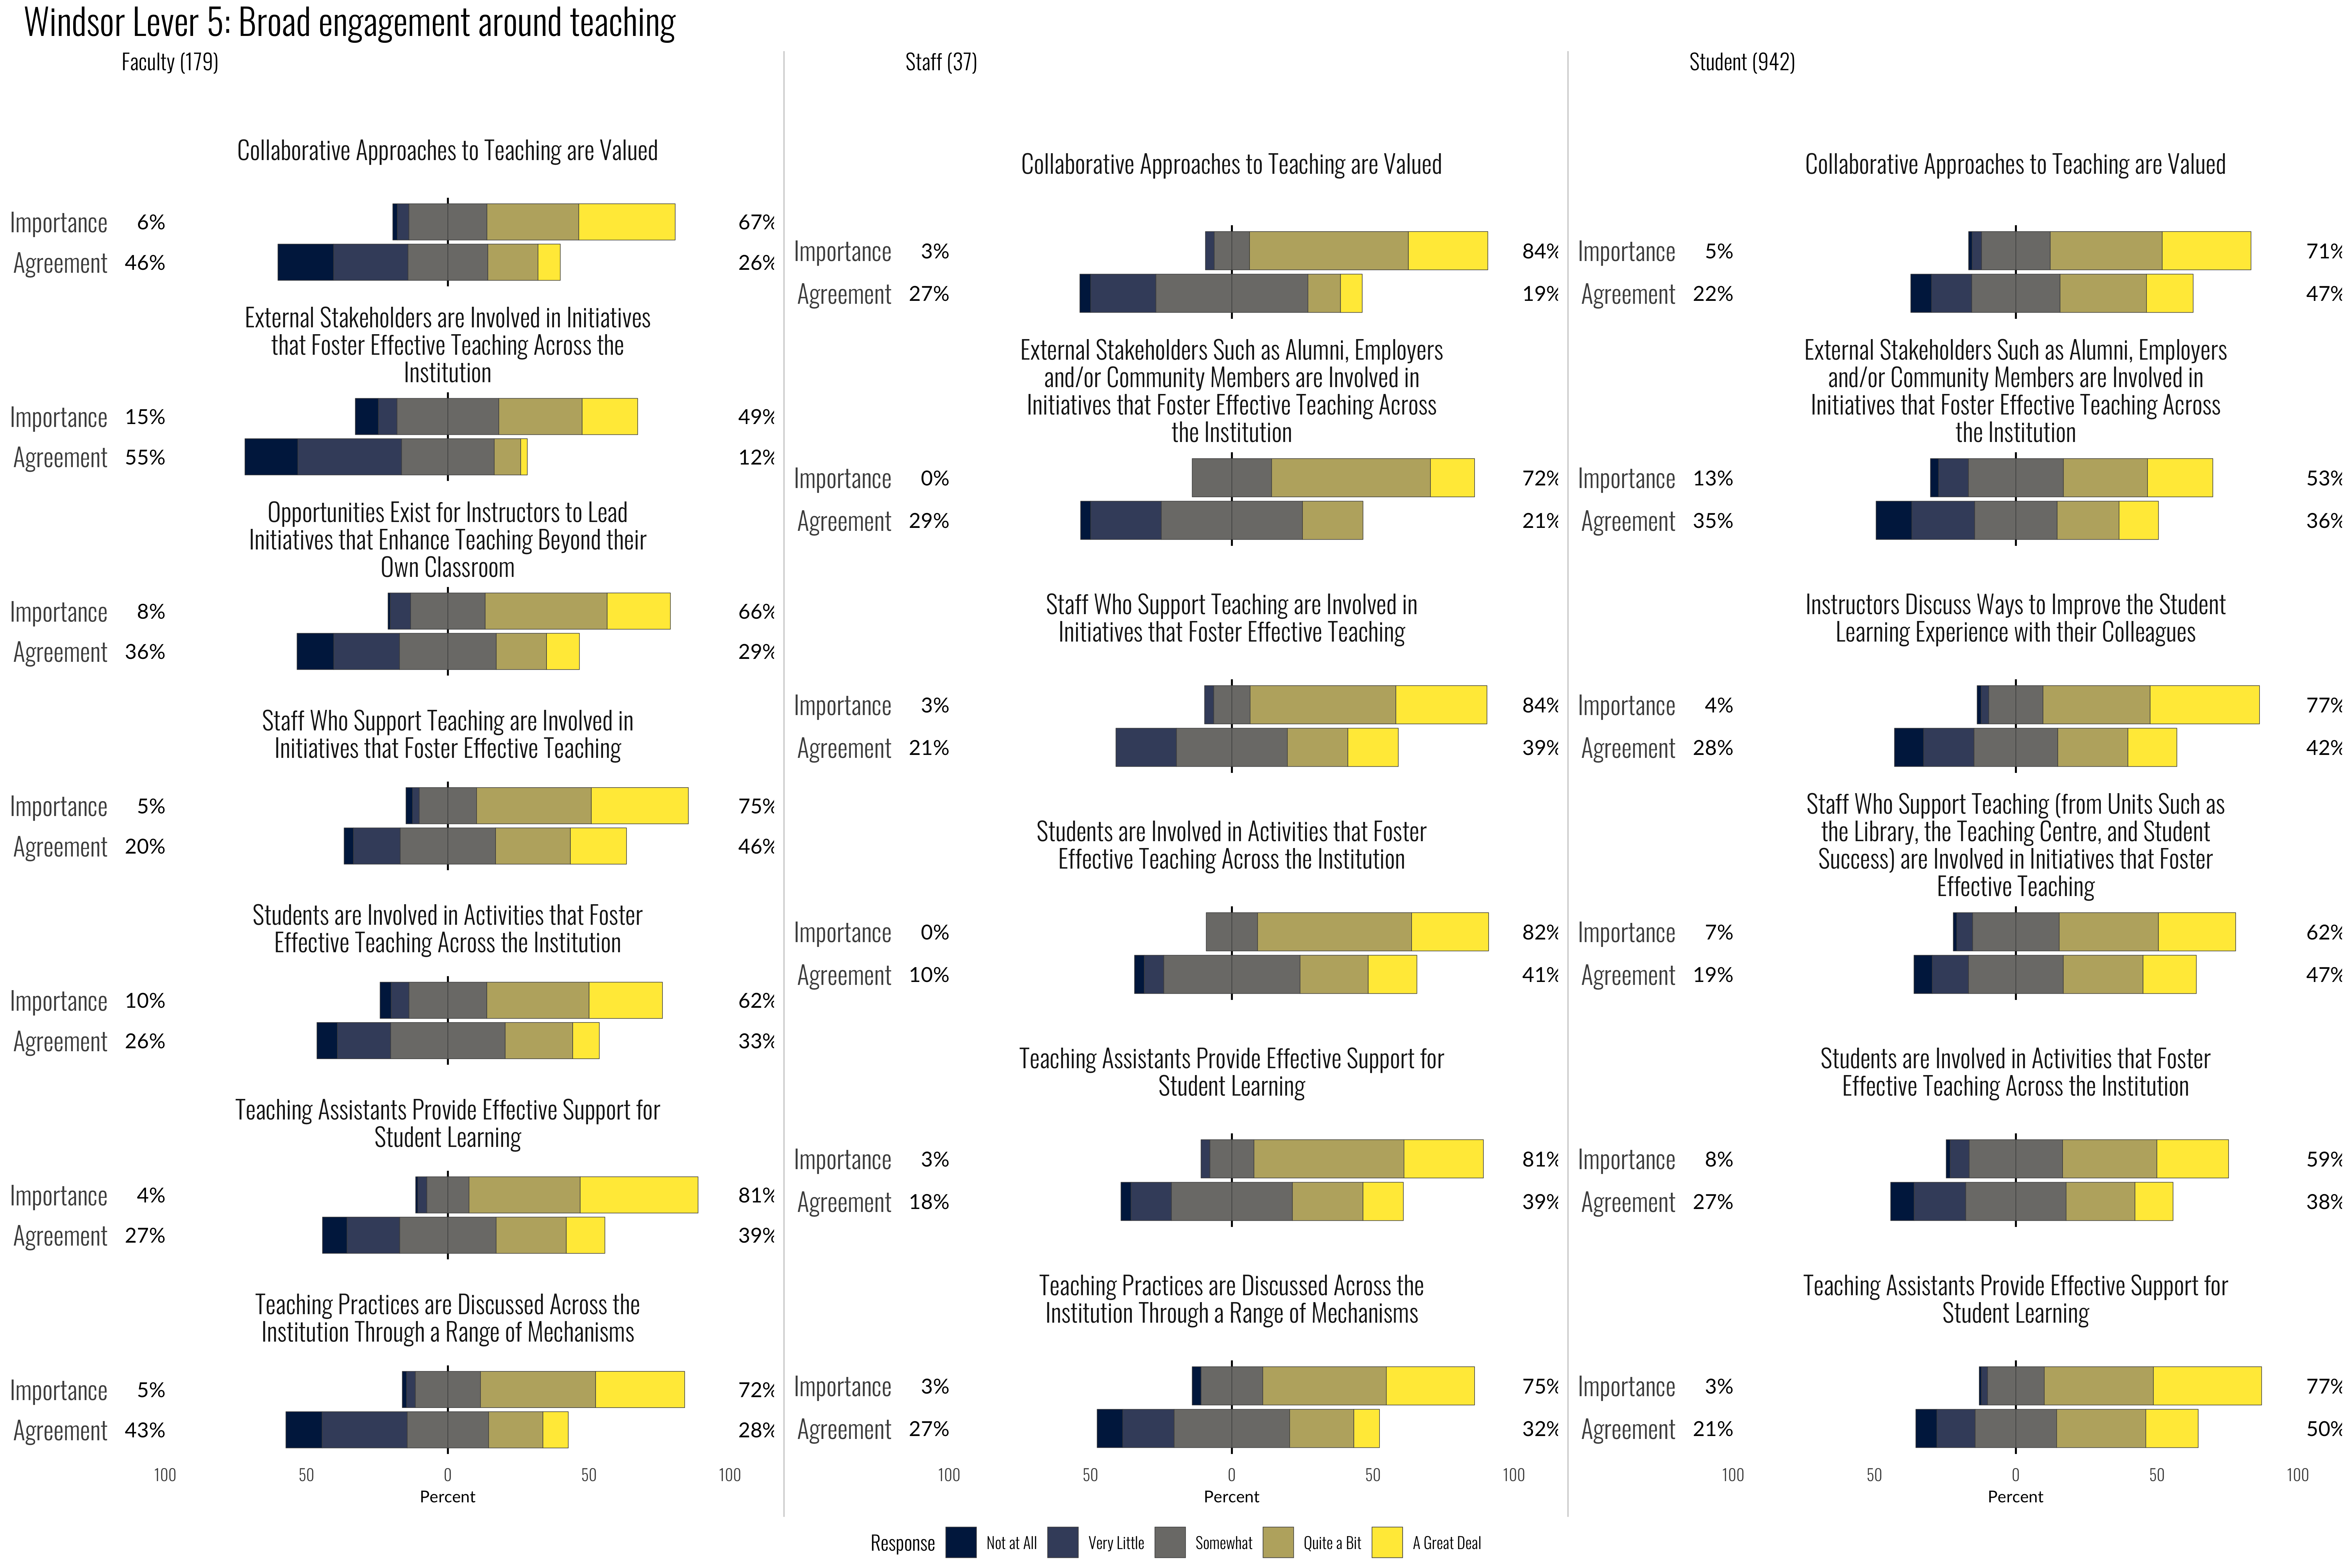 Windsor Lever 5: Broad engagement around teaching
Faculty (179)
Collaborative Approaches to Teaching are Valued
Importance 6% 67%
Agreement 46% 26%
External Stakeholders are Involved in Initiatives
that Foster Effective Teaching Across the
Institution
Importance 15% 49%
Agreement 55% 12%
Opportunities Exist for Instructors to Lead
Initiatives that Enhance Teaching Beyond their
Own Classroom
Importance 8% 66%
Agreement 36% 29%
Staff Who Support Teaching are Involved in
Initiatives that Foster Effective Teaching
Importance 5% 75%
Agreement 20% 46%
Students are Involved in Activities that Foster
Effective Teaching Across the Institution
Importance 10% 62%
Agreement 26% 33%
Teaching Assistants Provide Effective Support for
Student Learning
Importance 4% 81%
Agreement 27% 39%
Teaching Practices are Discussed Across the
Institution Through a Range of Mechanisms
Importance 5% 72%
Agreement 43% 28%
100 50 0 50 100
Percent
Staff (37)
Collaborative Approaches to Teaching are Valued
Importance 3% 84%
Agreement 27% 19%
External Stakeholders Such as Alumni, Employers
and/or Community Members are Involved in
Initiatives that Foster Effective Teaching Across
the Institution
Importance 0% 72%
Agreement 29% 21%
Staff Who Support Teaching are Involved in
Initiatives that Foster Effective Teaching
Importance 3% 84%
Agreement 21% 39%
Students are Involved in Activities that Foster
Effective Teaching Across the Institution
Importance 0% 82%
Agreement 10% 41%
Teaching Assistants Provide Effective Support for
Student Learning
Importance 3% 81%
Agreement 18% 39%
Teaching Practices are Discussed Across the
Institution Through a Range of Mechanisms
Importance 3% 75%
Agreement 27% 32%
100 50 0 50 100
Percent
Student (942)
Collaborative Approaches to Teaching are Valued
Importance 5% 71%
Agreement 22% 47%
External Stakeholders Such as Alumni, Employers
and/or Community Members are Involved in
Initiatives that Foster Effective Teaching Across
the Institution
Importance 13% 53%
Agreement 35% 36%
Instructors Discuss Ways to Improve the Student
Learning Experience with their Colleagues
Importance 4% 77%
Agreement 28% 42%
Staff Who Support Teaching (from Units Such as
the Library, the Teaching Centre, and Student
Success) are Involved in Initiatives that Foster
Effective Teaching
Importance 7% 62%
Agreement 19% 47%
Students are Involved in Activities that Foster
Effective Teaching Across the Institution
Importance 8% 59%
Agreement 27% 38%
Teaching Assistants Provide Effective Support for
Student Learning
Importance 3% 77%
Agreement 21% 50%
100 50 0 50 100
Percent
Response Not at All Very Little Somewhat Quite a Bit A Great Deal